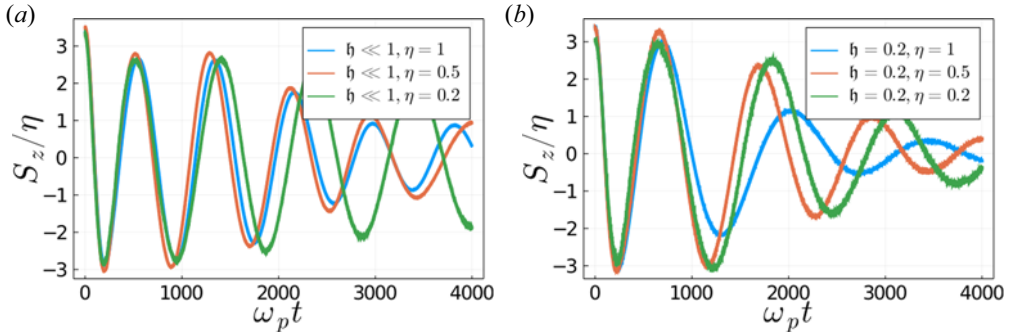 (a)
S_z/η
3
2
1
0
−1
−2
−3
𝔥 ≪ 1, η = 1
𝔥 ≪ 1, η = 0.5
𝔥 ≪ 1, η = 0.2
0 1000 2000 3000 4000
ω_p t
(b)
S_z/η
3
2
1
0
−1
−2
−3
𝔥 = 0.2, η = 1
𝔥 = 0.2, η = 0.5
𝔥 = 0.2, η = 0.2
0 1000 2000 3000 4000
ω_p t